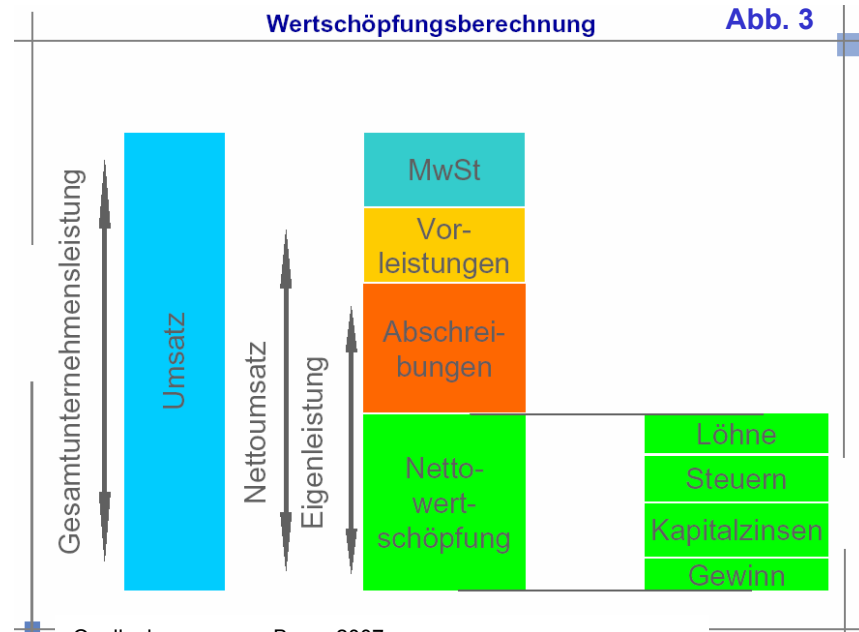 Wertschöpfungsberechnung
Abb. 3
Gesamtunternehmensleistung
Umsatz
Nettoumsatz
Eigenleistung
MwSt
Vor-
leistungen
Abschrei-
bungen
Netto-
wert-
schöpfung
Löhne
Steuern
Kapitalzinsen
Gewinn